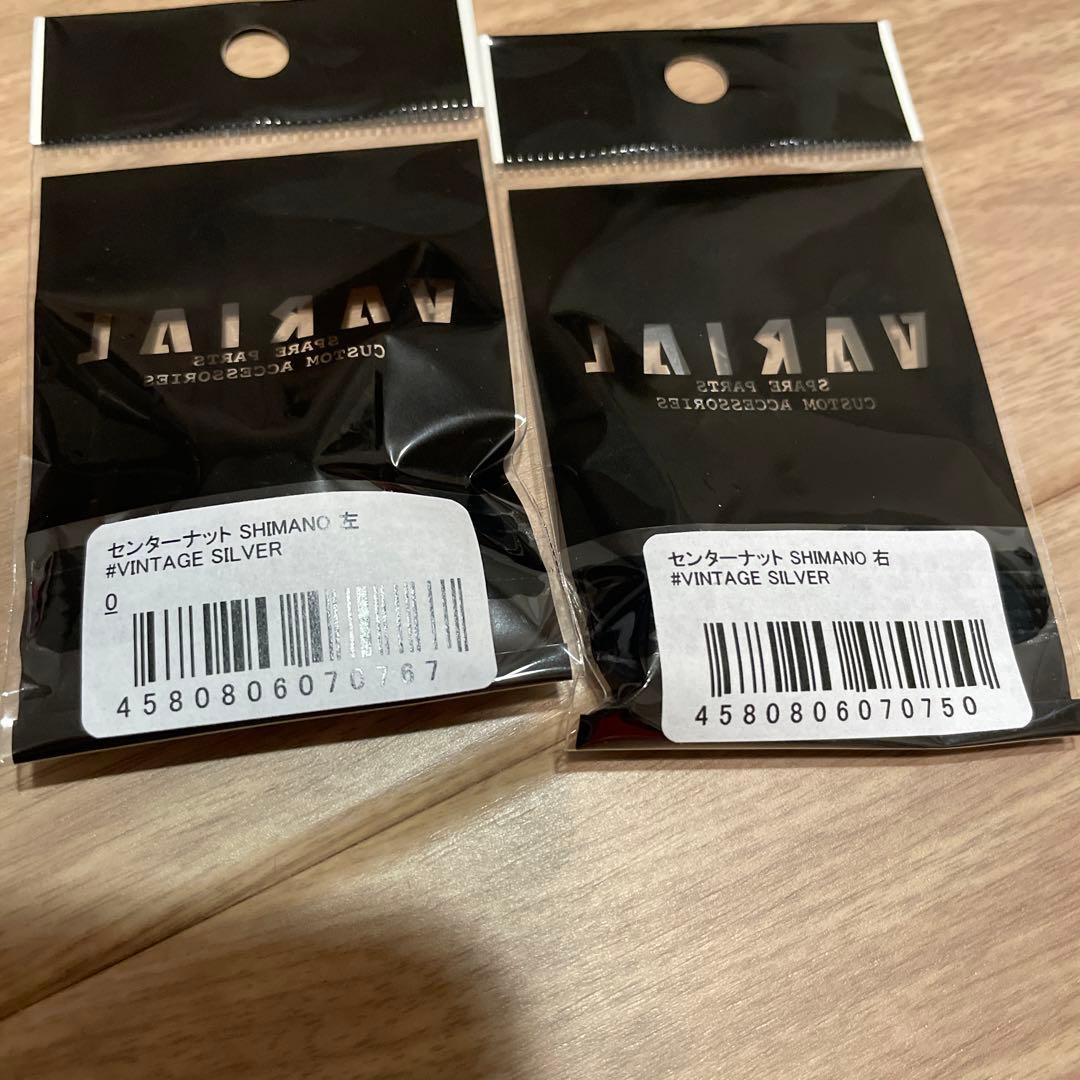 VARIAL
SPARE PARTS
CUSTOM ACCESSORIES
センターナット SHIMANO 左
#VINTAGE SILVER
0
4580806070767
VARIAL
SPARE PARTS
CUSTOM ACCESSORIES
センターナット SHIMANO 右
#VINTAGE SILVER
4580806070750